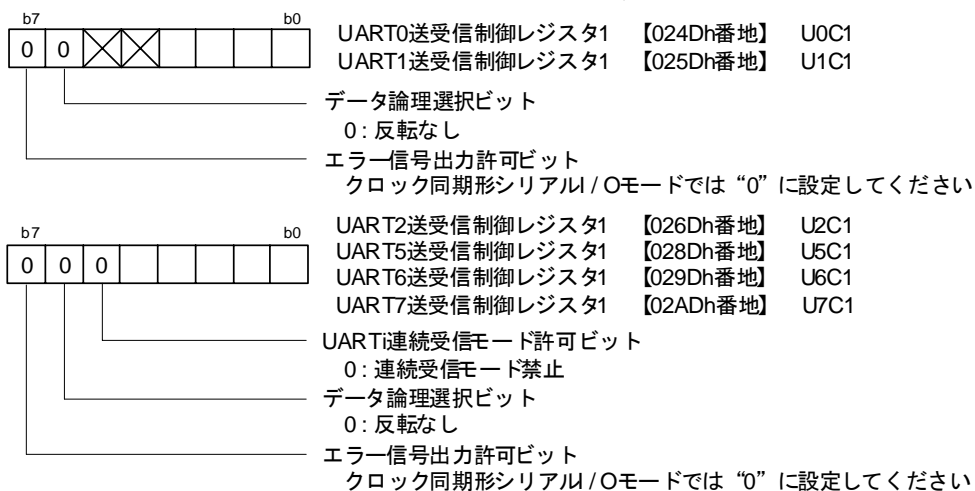 b7 b0
UART0送受信制御レジスタ1 【024Dh番地】 U0C1
0 0
UART1送受信制御レジスタ1 【025Dh番地】 U1C1
データ論理選択ビット
0 : 反転なし
エラー信号出力許可ビット
クロック同期形シリアルI / Oモードでは “0” に設定してください
b7 b0
UART2送受信制御レジスタ1 【026Dh番地】 U2C1
UART5送受信制御レジスタ1 【028Dh番地】 U5C1
0 0 0
UART6送受信制御レジスタ1 【029Dh番地】 U6C1
UART7送受信制御レジスタ1 【02ADh番地】 U7C1
UARTi連続受信モード許可ビット
0 : 連続受信モード禁止
データ論理選択ビット
0 : 反転なし
エラー信号出力許可ビット
クロック同期形シリアルI / Oモードでは “0” に設定してください